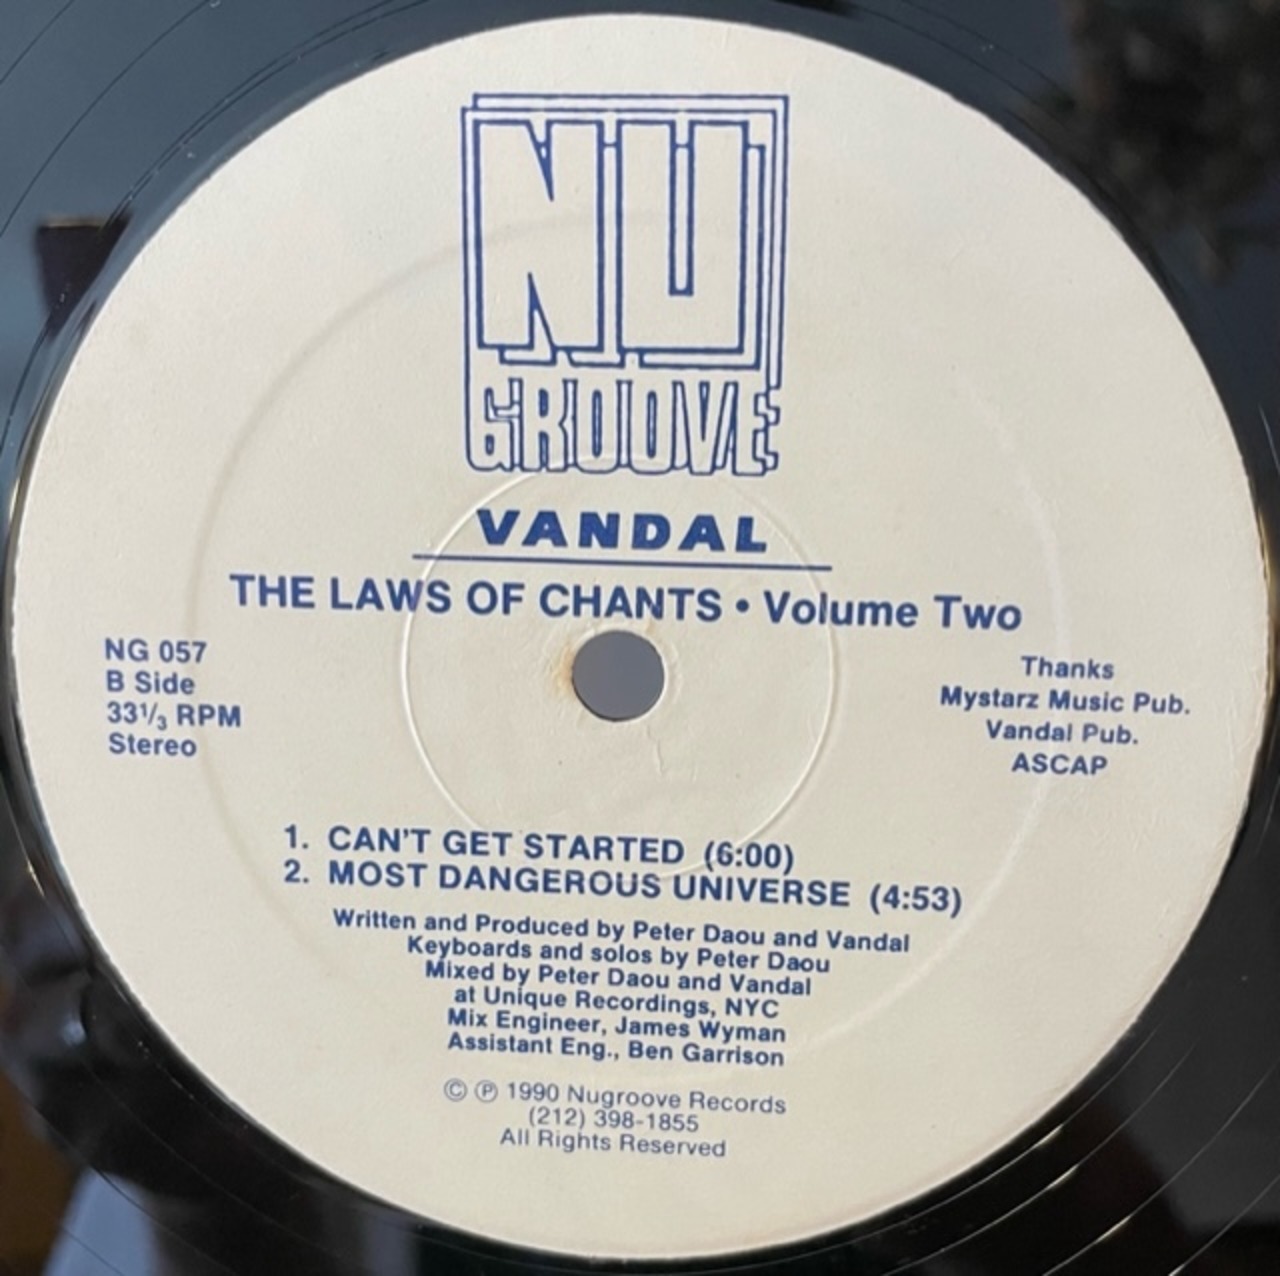 NU
GROOVE
VANDAL
THE LAWS OF CHANTS • Volume Two
NG 057
B Side
33⅓ RPM
Stereo
Thanks
Mystarz Music Pub.
Vandal Pub.
ASCAP
1. CAN'T GET STARTED (6:00)
2. MOST DANGEROUS UNIVERSE (4:53)
Written and Produced by Peter Daou and Vandal
Keyboards and solos by Peter Daou
Mixed by Peter Daou and Vandal
at Unique Recordings, NYC
Mix Engineer, James Wyman
Assistant Eng., Ben Garrison
© ℗ 1990 Nugroove Records
(212) 398-1855
All Rights Reserved